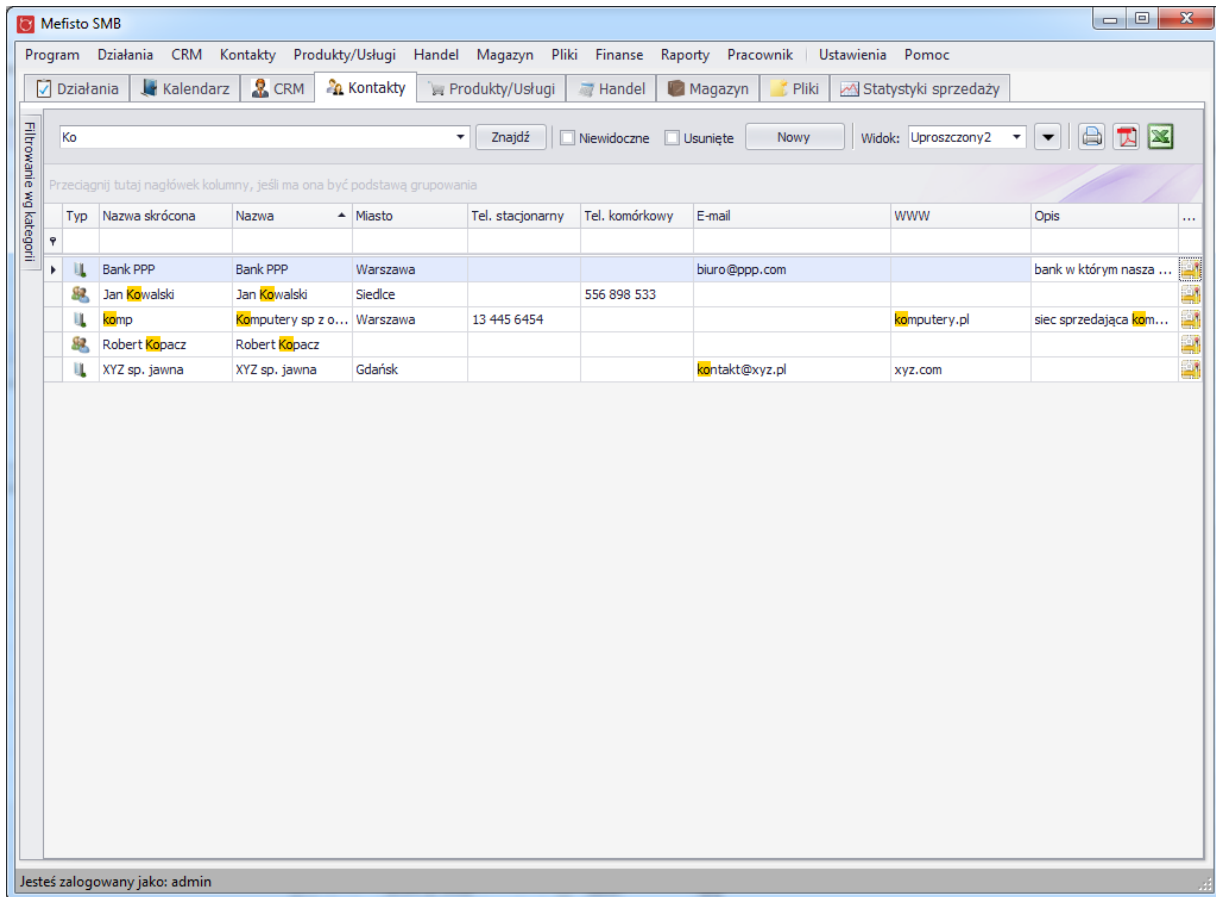 Mefisto SMB
Program Działania CRM Kontakty Produkty/Usługi Handel Magazyn Pliki Finanse Raporty Pracownik Ustawienia Pomoc
Działania Kalendarz CRM Kontakty Produkty/Usługi Handel Magazyn Pliki Statystyki sprzedaży
Filtrowanie wg kategorii
Ko Znajdź Niewidoczne Usunięte Nowy Widok: Uproszczony2
Przeciągnij tutaj nagłówek kolumny, jeśli ma ona być podstawą grupowania
Typ Nazwa skrócona Nazwa Miasto Tel. stacjonarny Tel. komórkowy E-mail WWW Opis ...
Bank PPP Bank PPP Warszawa biuro@ppp.com bank w którym nasza ...
Jan Kowalski Jan Kowalski Siedlce 556 898 533
komp Komputery sp z o... Warszawa 13 445 6454 komputery.pl siec sprzedająca kom...
Robert Kopacz Robert Kopacz
XYZ sp. jawna XYZ sp. jawna Gdańsk kontakt@xyz.pl xyz.com
Jesteś zalogowany jako: admin